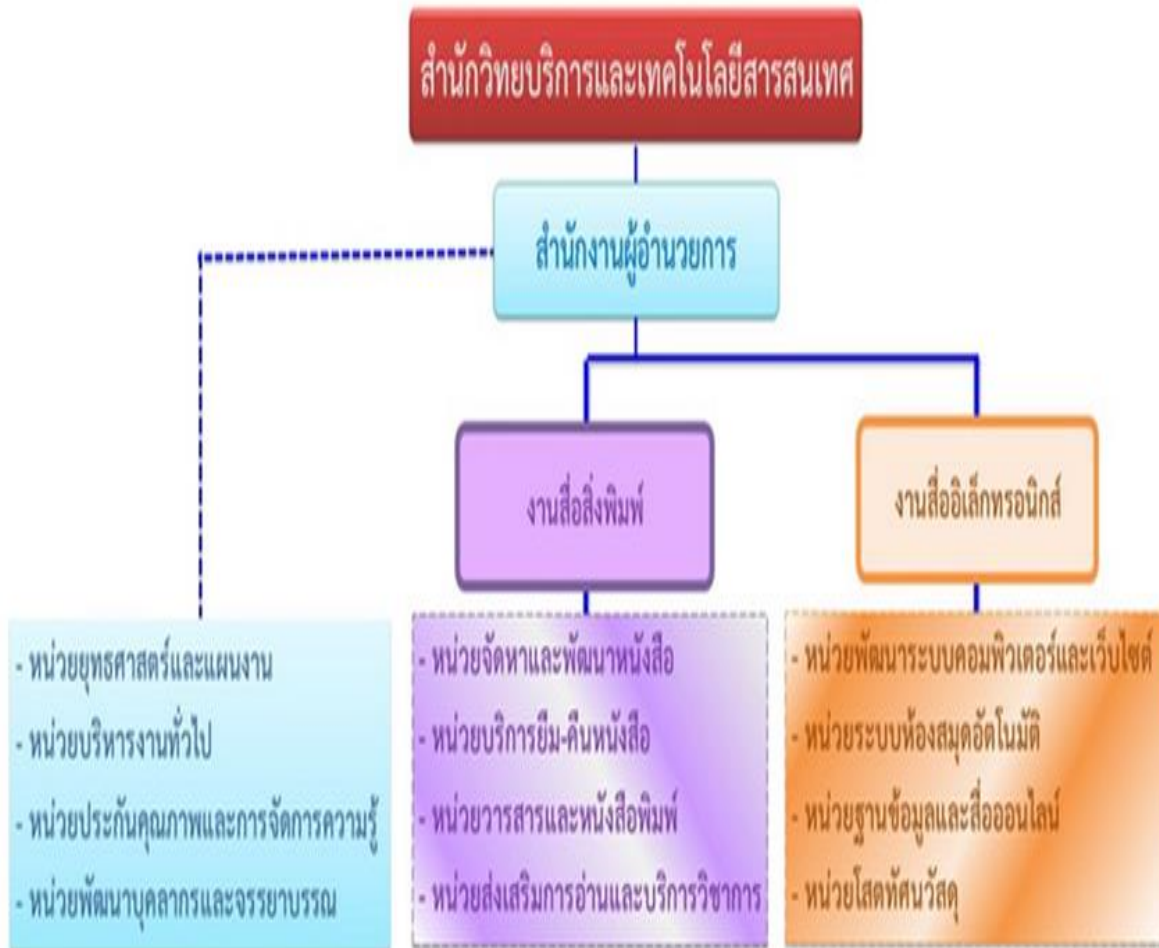 สำนักวิทยบริการและเทคโนโลยีสารสนเทศ
สำนักงานผู้อำนวยการ
งานสื่อสิ่งพิมพ์
งานสื่ออิเล็กทรอนิกส์
- หน่วยยุทธศาสตร์และแผนงาน
- หน่วยบริหารงานทั่วไป
- หน่วยประกันคุณภาพและการจัดการความรู้
- หน่วยพัฒนาบุคลากรและจรรยาบรรณ
- หน่วยจัดหาและพัฒนาหนังสือ
- หน่วยบริการยืม-คืนหนังสือ
- หน่วยวารสารและหนังสือพิมพ์
- หน่วยส่งเสริมการอ่านและบริการวิชาการ
- หน่วยพัฒนาระบบคอมพิวเตอร์และเว็บไซต์
- หน่วยระบบห้องสมุดอัตโนมัติ
- หน่วยฐานข้อมูลและสื่อออนไลน์
- หน่วยโสตทัศนวัสดุ